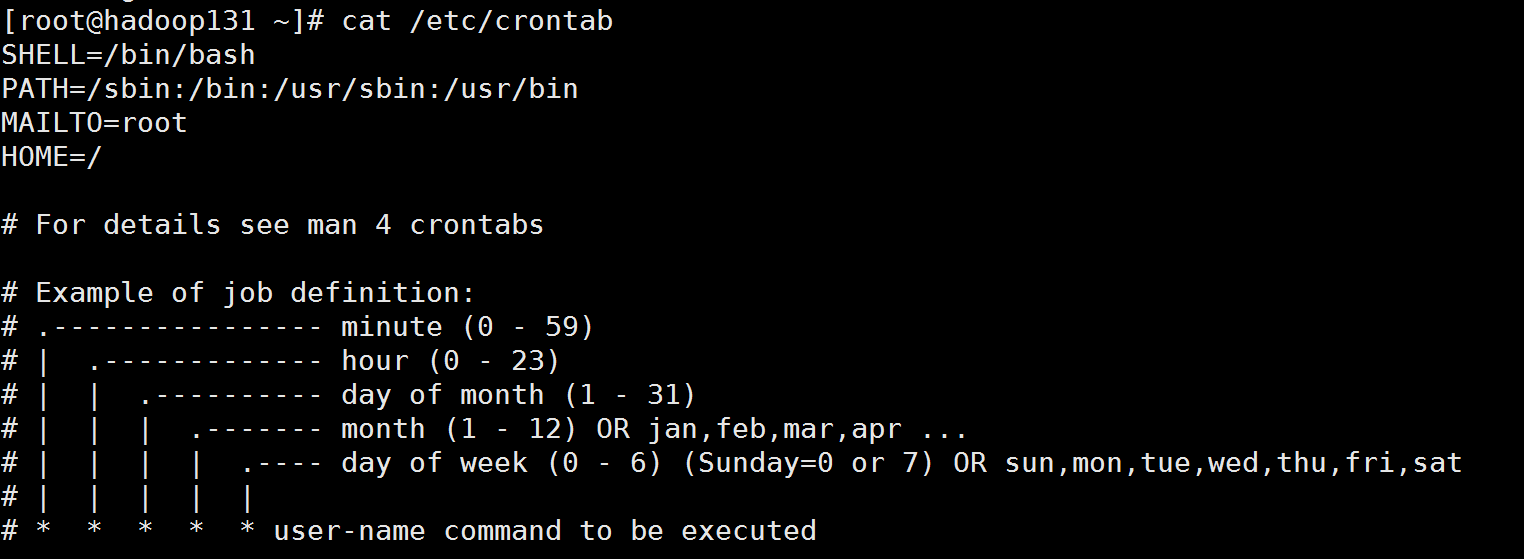 [root@hadoop131 ~]# cat /etc/crontab
SHELL=/bin/bash
PATH=/sbin:/bin:/usr/sbin:/usr/bin
MAILTO=root
HOME=/

# For details see man 4 crontabs

# Example of job definition:
# .---------------- minute (0 - 59)
# |  .------------- hour (0 - 23)
# |  |  .---------- day of month (1 - 31)
# |  |  |  .------- month (1 - 12) OR jan,feb,mar,apr ...
# |  |  |  |  .---- day of week (0 - 6) (Sunday=0 or 7) OR sun,mon,tue,wed,thu,fri,sat
# |  |  |  |  |
# *  *  *  *  * user-name command to be executed